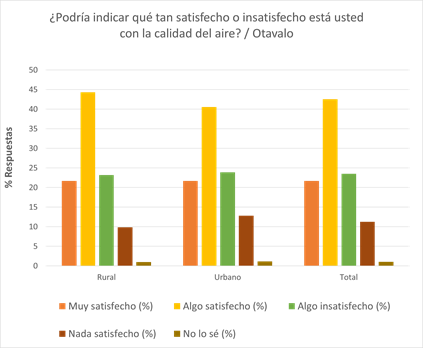 ¿Podría indicar qué tan satisfecho o insatisfecho está usted
con la calidad del aire? / Otavalo
% Respuestas
50
45
40
35
30
25
20
15
10
5
0
Rural
Urbano
Total
Muy satisfecho (%)
Algo satisfecho (%)
Algo insatisfecho (%)
Nada satisfecho (%)
No lo sé (%)